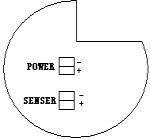 POWER -
+
SENSER -
+